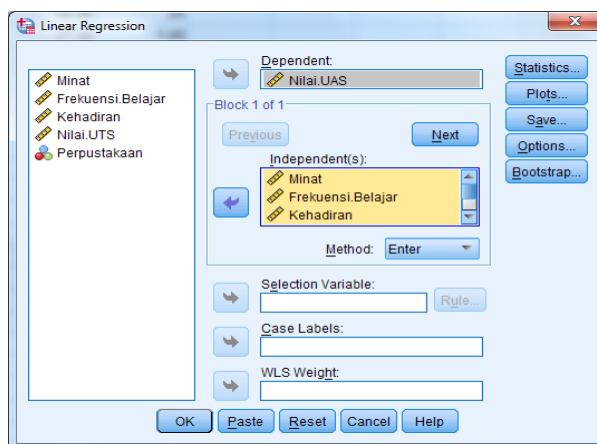 Linear Regression
Minat
Frekuensi.Belajar
Kehadiran
Nilai.UTS
Perpustakaan
Dependent:
Nilai.UAS
Block 1 of 1
Previous
Next
Independent(s):
Minat
Frekuensi.Belajar
Kehadiran
Method:
Enter
Selection Variable:
Rule...
Case Labels:
WLS Weight:
Statistics...
Plots...
Save...
Options...
Bootstrap...
OK
Paste
Reset
Cancel
Help